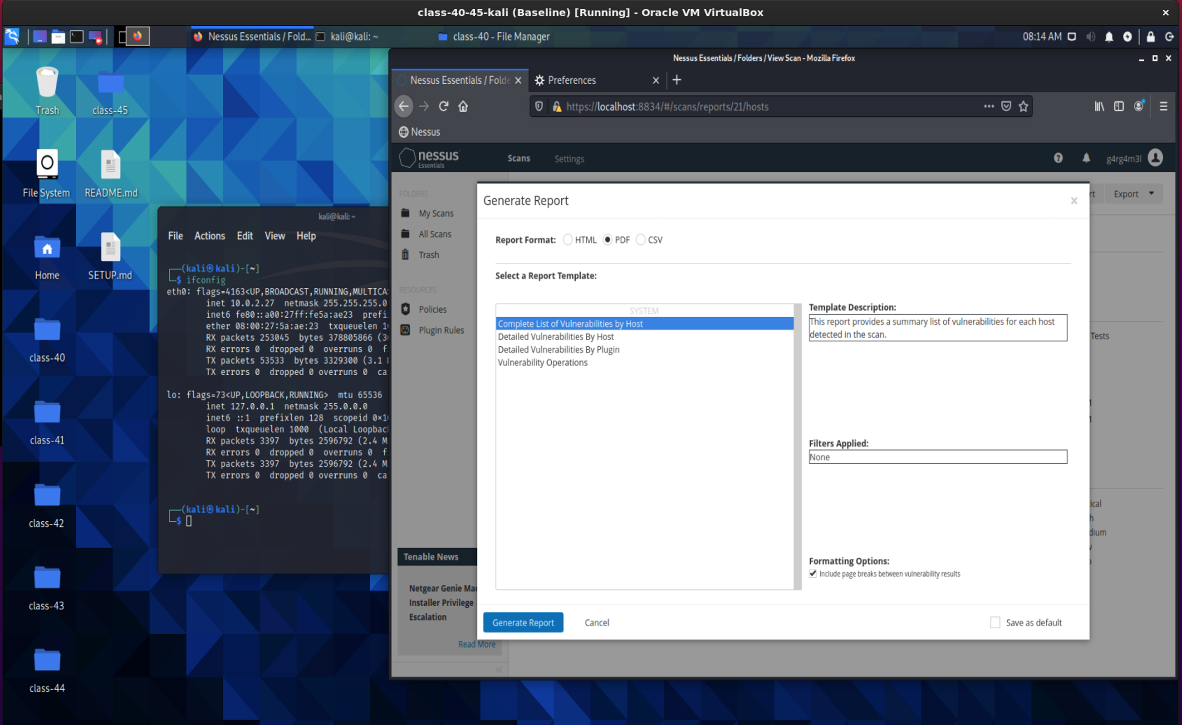 class-40-45-kali (Baseline) [Running] - Oracle VM VirtualBox
Nessus Essentials / Fold...
kali@kali: ~
class-40 - File Manager
08:14 AM
Trash
class-45
File System
README.md
Home
SETUP.md
class-40
class-41
class-42
class-43
class-44
kali@kali: ~
File Actions Edit View Help
(kali㉿kali)-[~]
$ ifconfig
eth0: flags=4163<UP,BROADCAST,RUNNING,MULTICA
inet 10.0.2.27 netmask 255.255.255.0
inet6 fe80::a00:27ff:fe5a:ae23 prefi
ether 08:00:27:5a:ae:23 txqueuelen 1
RX packets 253045 bytes 378805866 (3
RX errors 0 dropped 0 overruns 0 f
TX packets 53533 bytes 3329300 (3.1
TX errors 0 dropped 0 overruns 0 ca
lo: flags=73<UP,LOOPBACK,RUNNING> mtu 65536
inet 127.0.0.1 netmask 255.0.0.0
inet6 ::1 prefixlen 128 scopeid 0×1
loop txqueuelen 1000 (Local Loopbac
RX packets 3397 bytes 2596792 (2.4 M
RX errors 0 dropped 0 overruns 0 f
TX packets 3397 bytes 2596792 (2.4 M
TX errors 0 dropped 0 overruns 0 ca
(kali㉿kali)-[~]
$
Nessus Essentials / Folders / View Scan - Mozilla Firefox
Nessus Essentials / Folde
Preferences
https://localhost:8834/#/scans/reports/21/hosts
Nessus
nessus
Essentials
Scans
Settings
g4rg4m3l
FOLDERS
My Scans
All Scans
Trash
RESOURCES
Policies
Plugin Rules
Tenable News
Netgear Genie Ma
Installer Privilege
Escalation
Read More
rt
Export
Tests
ical
h
dium
Generate Report
Report Format: HTML PDF CSV
Select a Report Template:
SYSTEM
Complete List of Vulnerabilities by Host
Detailed Vulnerabilities By Host
Detailed Vulnerabilities By Plugin
Vulnerability Operations
Template Description:
This report provides a summary list of vulnerabilities for each host
detected in the scan.
Filters Applied:
None
Formatting Options:
Include page breaks between vulnerability results
Generate Report
Cancel
Save as default